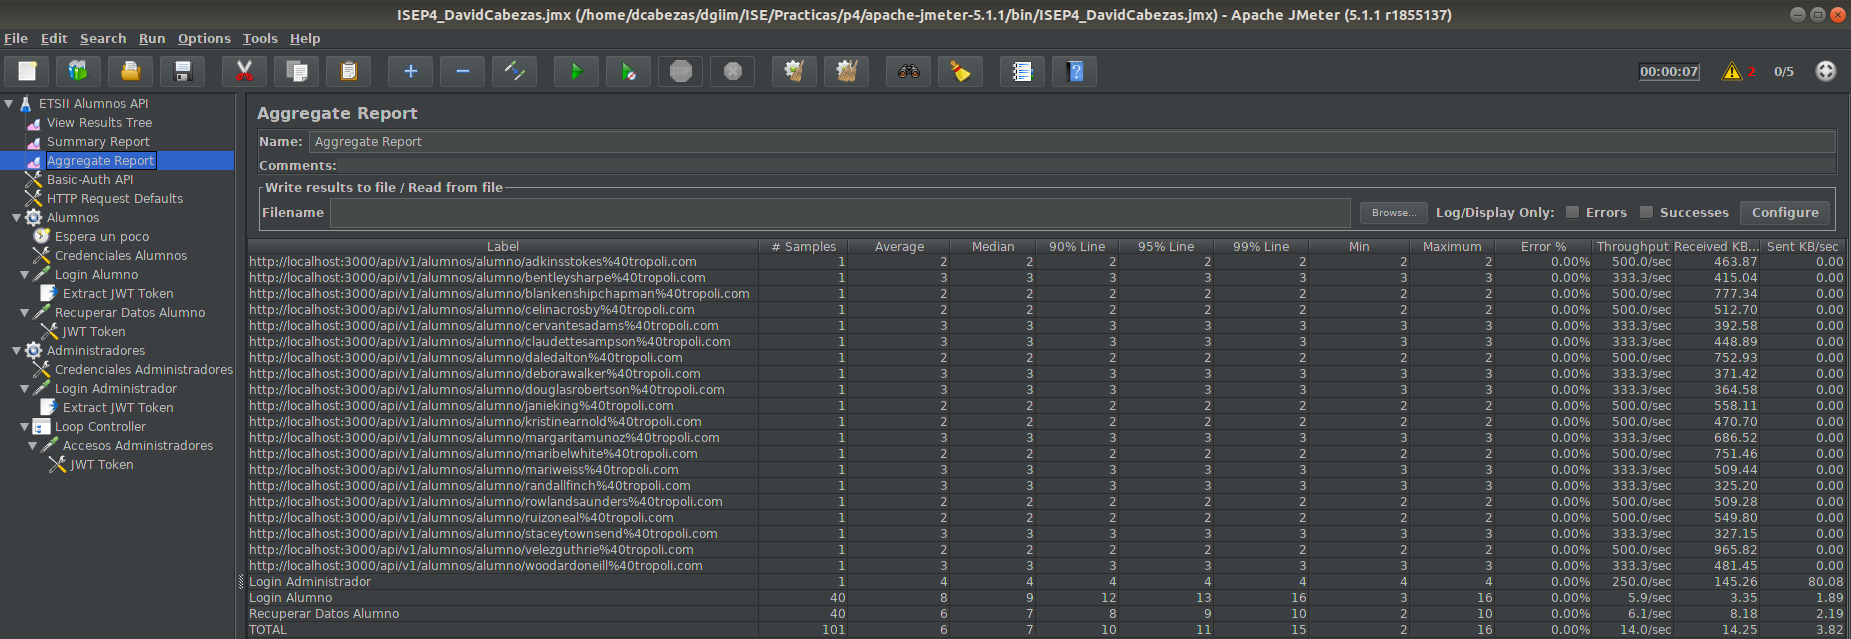 ISEP4_DavidCabezas.jmx (/home/dcabezas/dgiim/ISE/Practicas/p4/apache-jmeter-5.1.1/bin/ISEP4_DavidCabezas.jmx) - Apache JMeter (5.1.1 r1855137)
File Edit Search Run Options Tools Help
STOP 00:00:07 2 0/5
ETSII Alumnos API
View Results Tree
Summary Report
Aggregate Report
Basic-Auth API
HTTP Request Defaults
Alumnos
Espera un poco
Credenciales Alumnos
Login Alumno
Extract JWT Token
Recuperar Datos Alumno
JWT Token
Administradores
Credenciales Administradores
Login Administrador
Extract JWT Token
Loop Controller
Accesos Administradores
JWT Token
Aggregate Report
Name: Aggregate Report
Comments:
Write results to file / Read from file
Filename Browse... Log/Display Only: Errors Successes Configure
Label # Samples Average Median 90% Line 95% Line 99% Line Min Maximum Error % Throughput Received KB... Sent KB/sec
http://localhost:3000/api/v1/alumnos/alumno/adkinsstokes%40tropoli.com 1 2 2 2 2 2 2 2 0.00% 500.0/sec 463.87 0.00
http://localhost:3000/api/v1/alumnos/alumno/bentleysharpe%40tropoli.com 1 3 3 3 3 3 3 3 0.00% 333.3/sec 415.04 0.00
http://localhost:3000/api/v1/alumnos/alumno/blankenshipchapman%40tropoli.com 1 2 2 2 2 2 2 2 0.00% 500.0/sec 777.34 0.00
http://localhost:3000/api/v1/alumnos/alumno/celinacrosby%40tropoli.com 1 2 2 2 2 2 2 2 0.00% 500.0/sec 512.70 0.00
http://localhost:3000/api/v1/alumnos/alumno/cervantesadams%40tropoli.com 1 3 3 3 3 3 3 3 0.00% 333.3/sec 392.58 0.00
http://localhost:3000/api/v1/alumnos/alumno/claudettesampson%40tropoli.com 1 3 3 3 3 3 3 3 0.00% 333.3/sec 448.89 0.00
http://localhost:3000/api/v1/alumnos/alumno/daledalton%40tropoli.com 1 2 2 2 2 2 2 2 0.00% 500.0/sec 752.93 0.00
http://localhost:3000/api/v1/alumnos/alumno/deborawalker%40tropoli.com 1 3 3 3 3 3 3 3 0.00% 333.3/sec 371.42 0.00
http://localhost:3000/api/v1/alumnos/alumno/douglasrobertson%40tropoli.com 1 3 3 3 3 3 3 3 0.00% 333.3/sec 364.58 0.00
http://localhost:3000/api/v1/alumnos/alumno/janieking%40tropoli.com 1 2 2 2 2 2 2 2 0.00% 500.0/sec 558.11 0.00
http://localhost:3000/api/v1/alumnos/alumno/kristinearnold%40tropoli.com 1 2 2 2 2 2 2 2 0.00% 500.0/sec 470.70 0.00
http://localhost:3000/api/v1/alumnos/alumno/margaritamunoz%40tropoli.com 1 3 3 3 3 3 3 3 0.00% 333.3/sec 686.52 0.00
http://localhost:3000/api/v1/alumnos/alumno/maribelwhite%40tropoli.com 1 2 2 2 2 2 2 2 0.00% 500.0/sec 751.46 0.00
http://localhost:3000/api/v1/alumnos/alumno/mariweiss%40tropoli.com 1 3 3 3 3 3 3 3 0.00% 333.3/sec 509.44 0.00
http://localhost:3000/api/v1/alumnos/alumno/randallfinch%40tropoli.com 1 3 3 3 3 3 3 3 0.00% 333.3/sec 325.20 0.00
http://localhost:3000/api/v1/alumnos/alumno/rowlandsaunders%40tropoli.com 1 2 2 2 2 2 2 2 0.00% 500.0/sec 509.28 0.00
http://localhost:3000/api/v1/alumnos/alumno/ruizoneal%40tropoli.com 1 2 2 2 2 2 2 2 0.00% 500.0/sec 549.80 0.00
http://localhost:3000/api/v1/alumnos/alumno/staceytownsend%40tropoli.com 1 3 3 3 3 3 3 3 0.00% 333.3/sec 327.15 0.00
http://localhost:3000/api/v1/alumnos/alumno/velezguthrie%40tropoli.com 1 2 2 2 2 2 2 2 0.00% 500.0/sec 965.82 0.00
http://localhost:3000/api/v1/alumnos/alumno/woodardoneill%40tropoli.com 1 3 3 3 3 3 3 3 0.00% 333.3/sec 481.45 0.00
Login Administrador 1 4 4 4 4 4 4 4 0.00% 250.0/sec 145.26 80.08
Login Alumno 40 8 9 12 13 16 3 16 0.00% 5.9/sec 3.35 1.89
Recuperar Datos Alumno 40 6 7 8 9 10 2 10 0.00% 6.1/sec 8.18 2.19
TOTAL 101 6 7 10 11 15 2 16 0.00% 14.0/sec 14.25 3.82